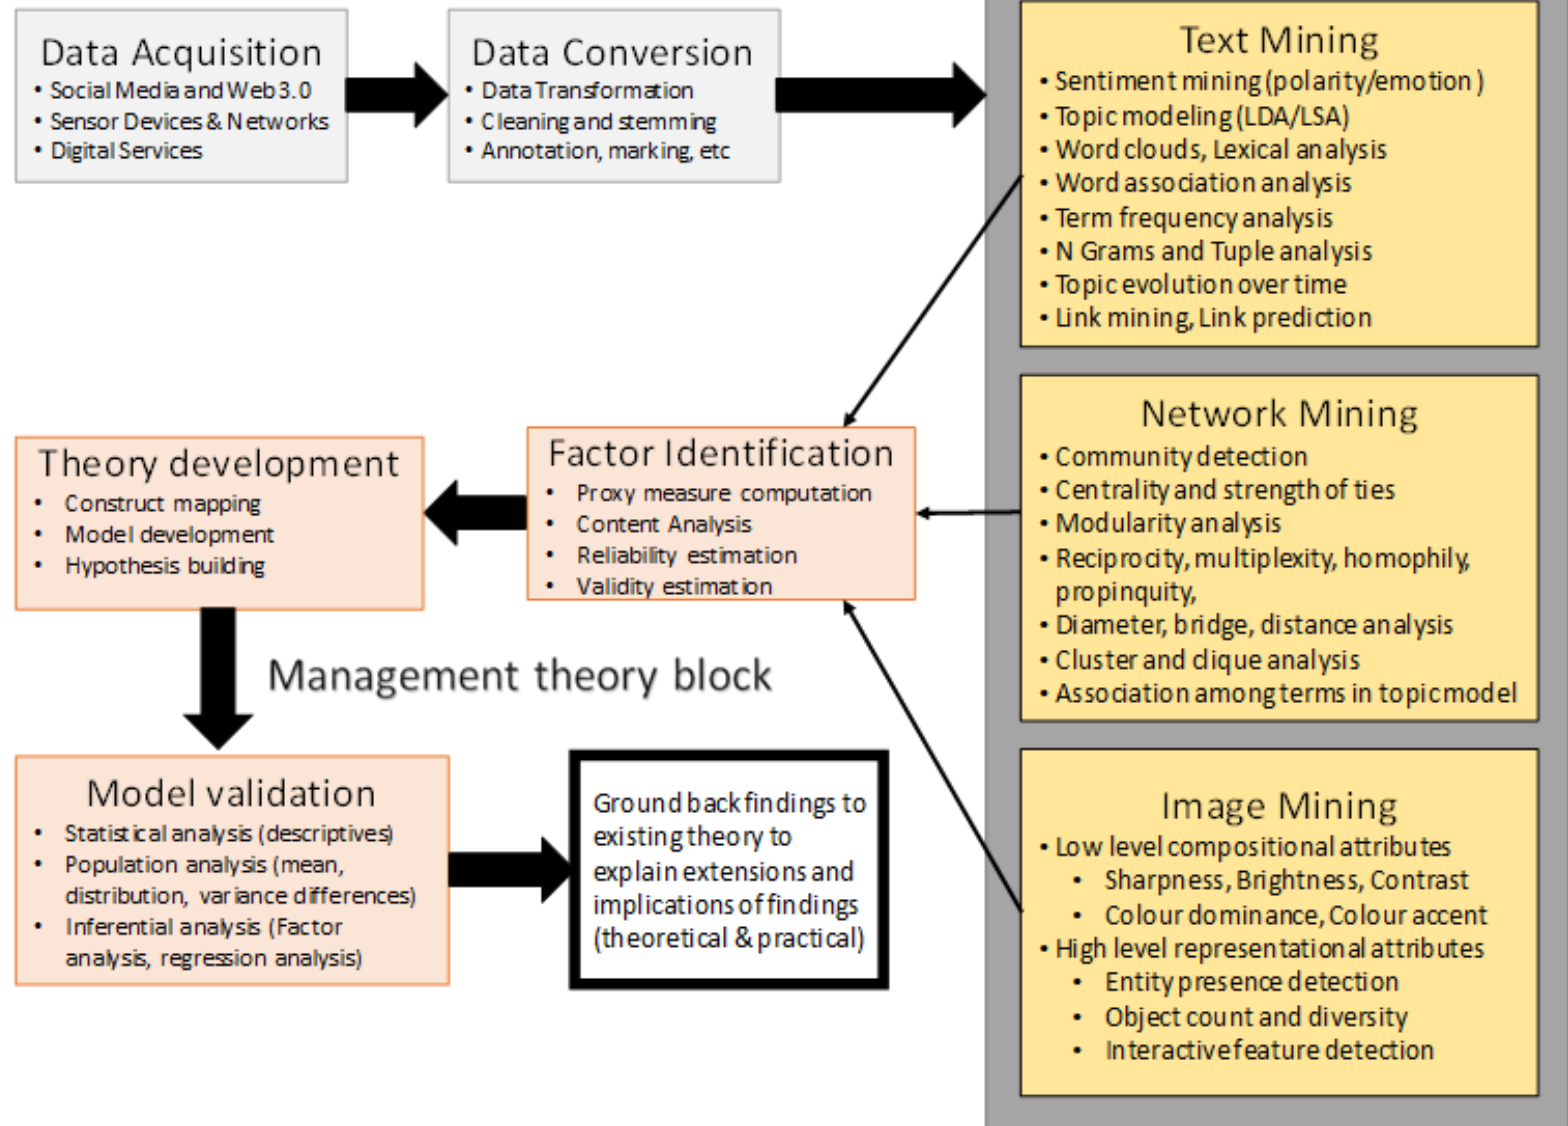 Data Acquisition
• Social Media and Web 3.0
• Sensor Devices & Networks
• Digital Services
Data Conversion
• Data Transformation
• Cleaning and stemming
• Annotation, marking, etc
Text Mining
• Sentiment mining (polarity/emotion )
• Topic modeling (LDA/LSA)
• Word clouds, Lexical analysis
• Word association analysis
• Term frequency analysis
• N Grams and Tuple analysis
• Topic evolution over time
• Link mining, Link prediction
Network Mining
• Community detection
• Centrality and strength of ties
• Modularity analysis
• Reciprocity, multiplexity, homophily,
propinquity,
• Diameter, bridge, distance analysis
• Cluster and clique analysis
• Association among terms in topic model
Image Mining
• Low level compositional attributes
• Sharpness, Brightness, Contrast
• Colour dominance, Colour accent
• High level representational attributes
• Entity presence detection
• Object count and diversity
• Interactive feature detection
Factor Identification
• Proxy measure computation
• Content Analysis
• Reliability estimation
• Validity estimation
Theory development
• Construct mapping
• Model development
• Hypothesis building
Management theory block
Model validation
• Statistical analysis (descriptives)
• Population analysis (mean,
distribution, variance differences)
• Inferential analysis (Factor
analysis, regression analysis)
Ground back findings to
existing theory to
explain extensions and
implications of findings
(theoretical & practical)